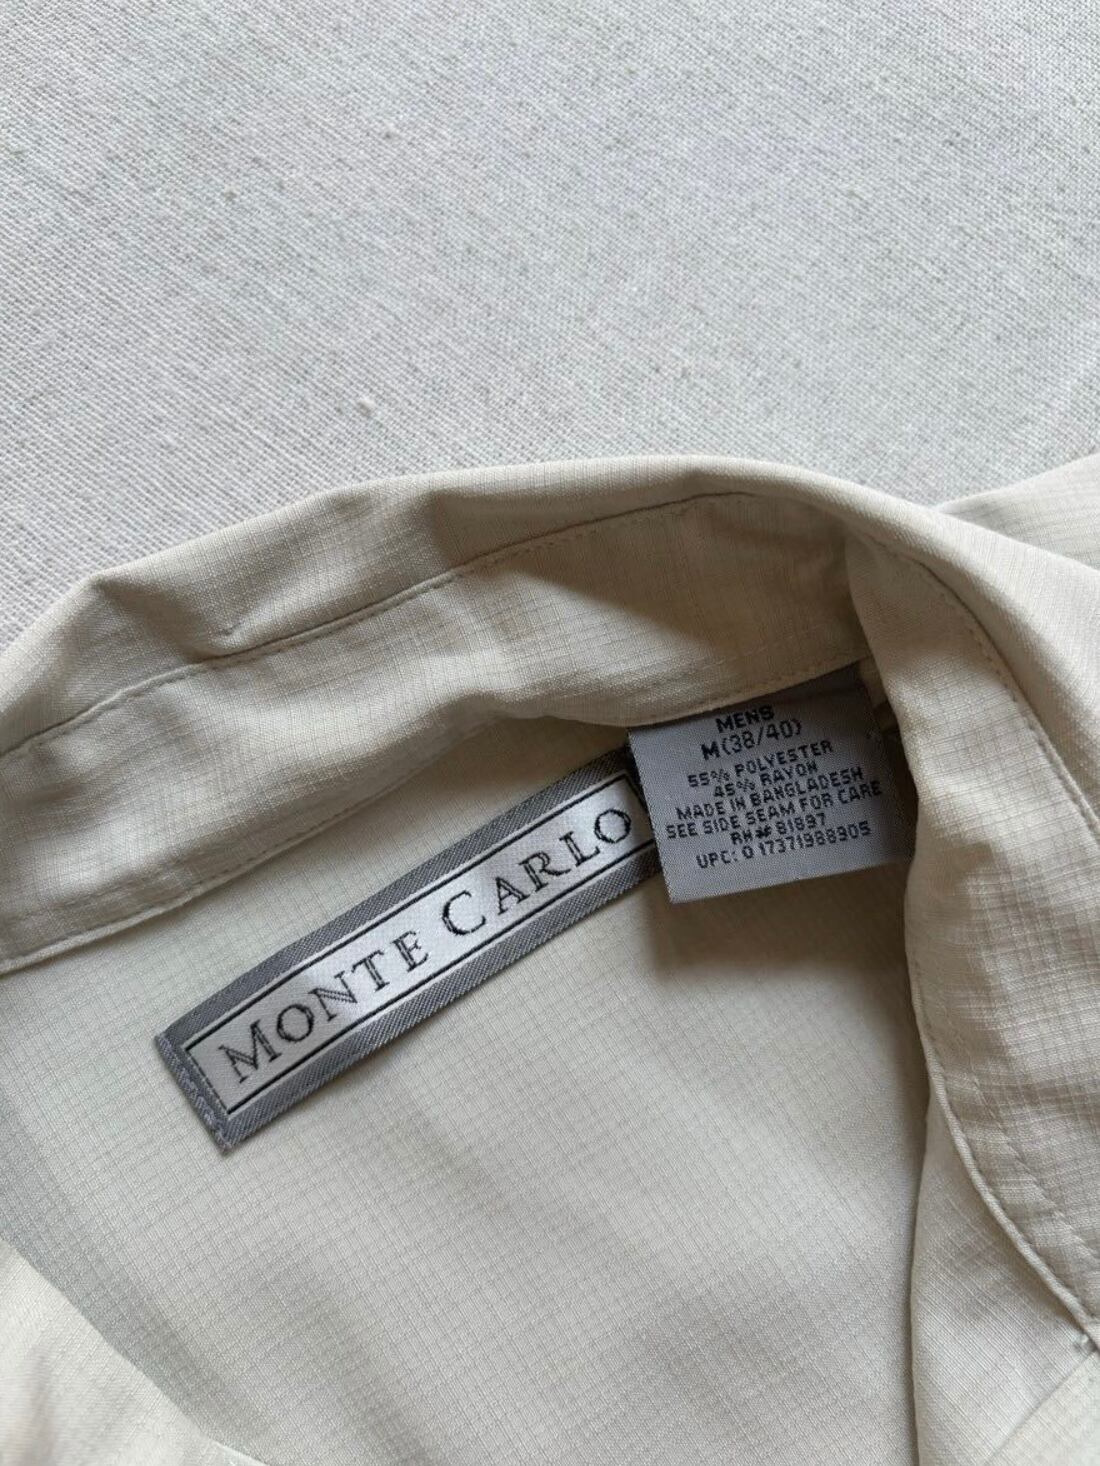 MONTE CARLO
MENS
M(38/40)
55% POLYESTER
45% RAYON
MADE IN BANGLADESH
SEE SIDE SEAM FOR CARE
RN# 81897
UPC: 0 17371988905